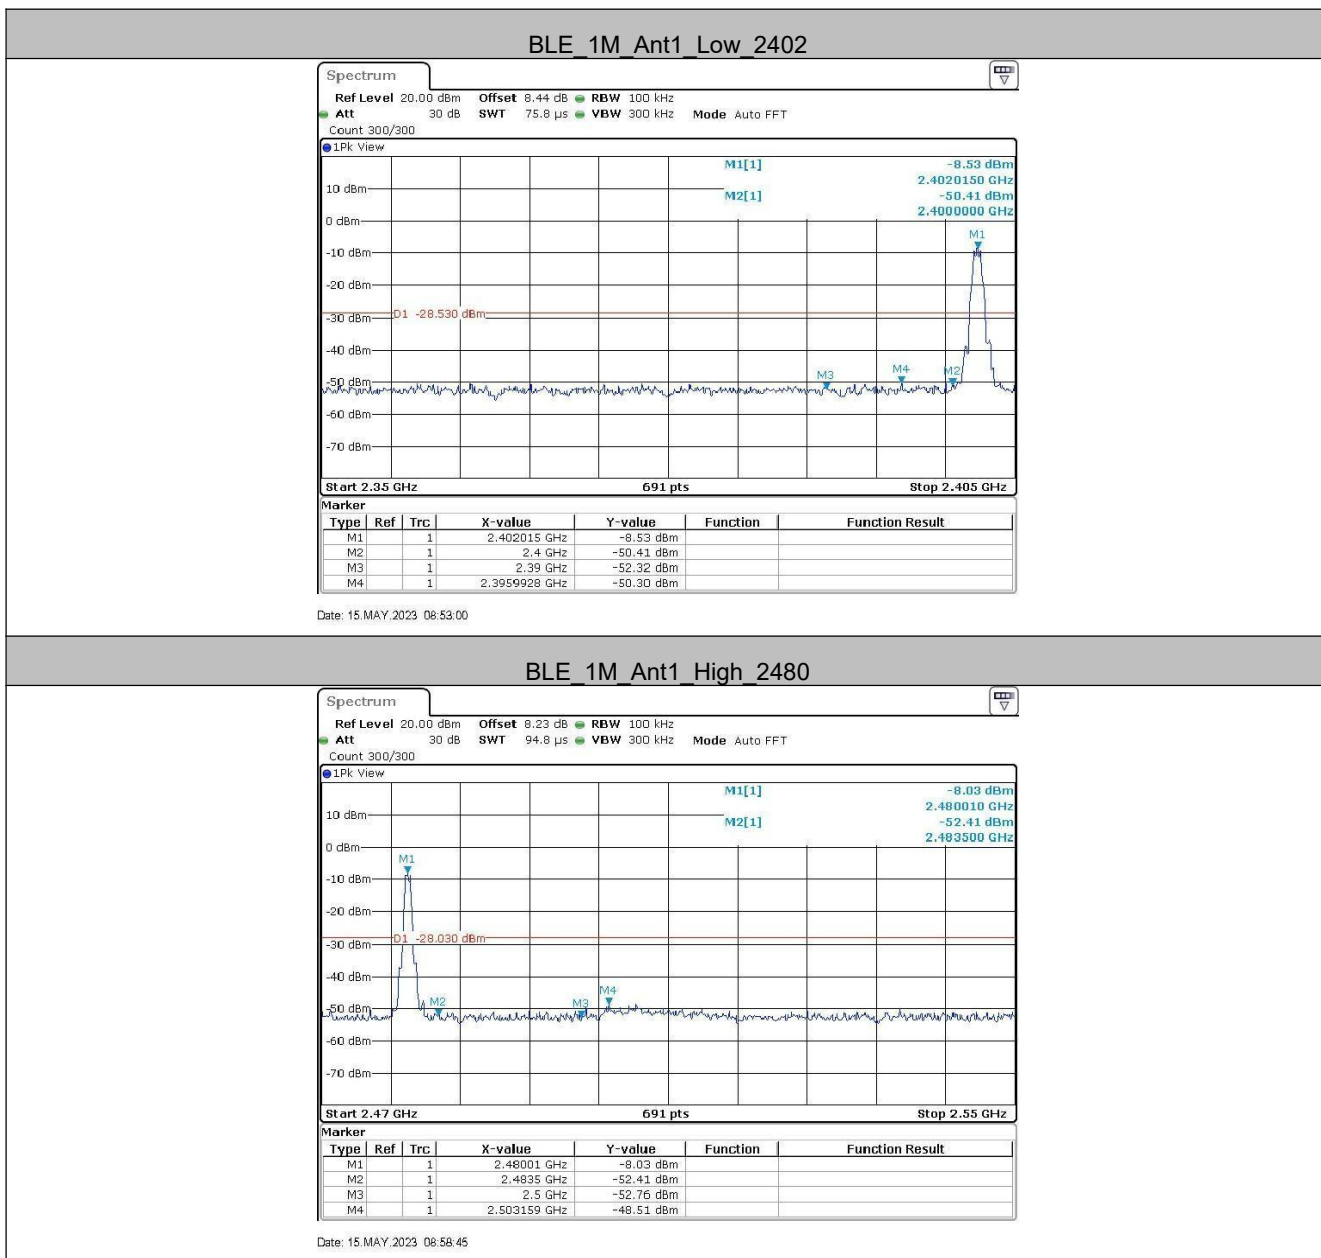 BLE_1M_Ant1_Low_2402
Spectrum
Ref Level 20.00 dBm Offset 8.44 dB RBW 100 kHz
Att 30 dB SWT 75.8 µs VBW 300 kHz Mode Auto FFT
Count 300/300
1Pk View
M1[1] -8.53 dBm
2.4020150 GHz
10 dBm
M2[1] -50.41 dBm
2.4000000 GHz
0 dBm
M1
-10 dBm
-20 dBm
D1 -28.530 dBm
-30 dBm
-40 dBm
M3 M4 M2
-50 dBm
-60 dBm
-70 dBm
Start 2.35 GHz 691 pts Stop 2.405 GHz
Marker
Type Ref Trc X-value Y-value Function Function Result
M1 1 2.402015 GHz -8.53 dBm
M2 1 2.4 GHz -50.41 dBm
M3 1 2.39 GHz -52.32 dBm
M4 1 2.3959928 GHz -50.30 dBm
Date: 15.MAY.2023 08:53:00
BLE_1M_Ant1_High_2480
Spectrum
Ref Level 20.00 dBm Offset 8.23 dB RBW 100 kHz
Att 30 dB SWT 94.8 µs VBW 300 kHz Mode Auto FFT
Count 300/300
1Pk View
M1[1] -8.03 dBm
2.480010 GHz
10 dBm
M2[1] -52.41 dBm
2.483500 GHz
0 dBm
M1
-10 dBm
-20 dBm
D1 -28.030 dBm
-30 dBm
-40 dBm
M2 M3 M4
-50 dBm
-60 dBm
-70 dBm
Start 2.47 GHz 691 pts Stop 2.55 GHz
Marker
Type Ref Trc X-value Y-value Function Function Result
M1 1 2.48001 GHz -8.03 dBm
M2 1 2.4835 GHz -52.41 dBm
M3 1 2.5 GHz -52.76 dBm
M4 1 2.503159 GHz -48.51 dBm
Date: 15.MAY.2023 08:58:45